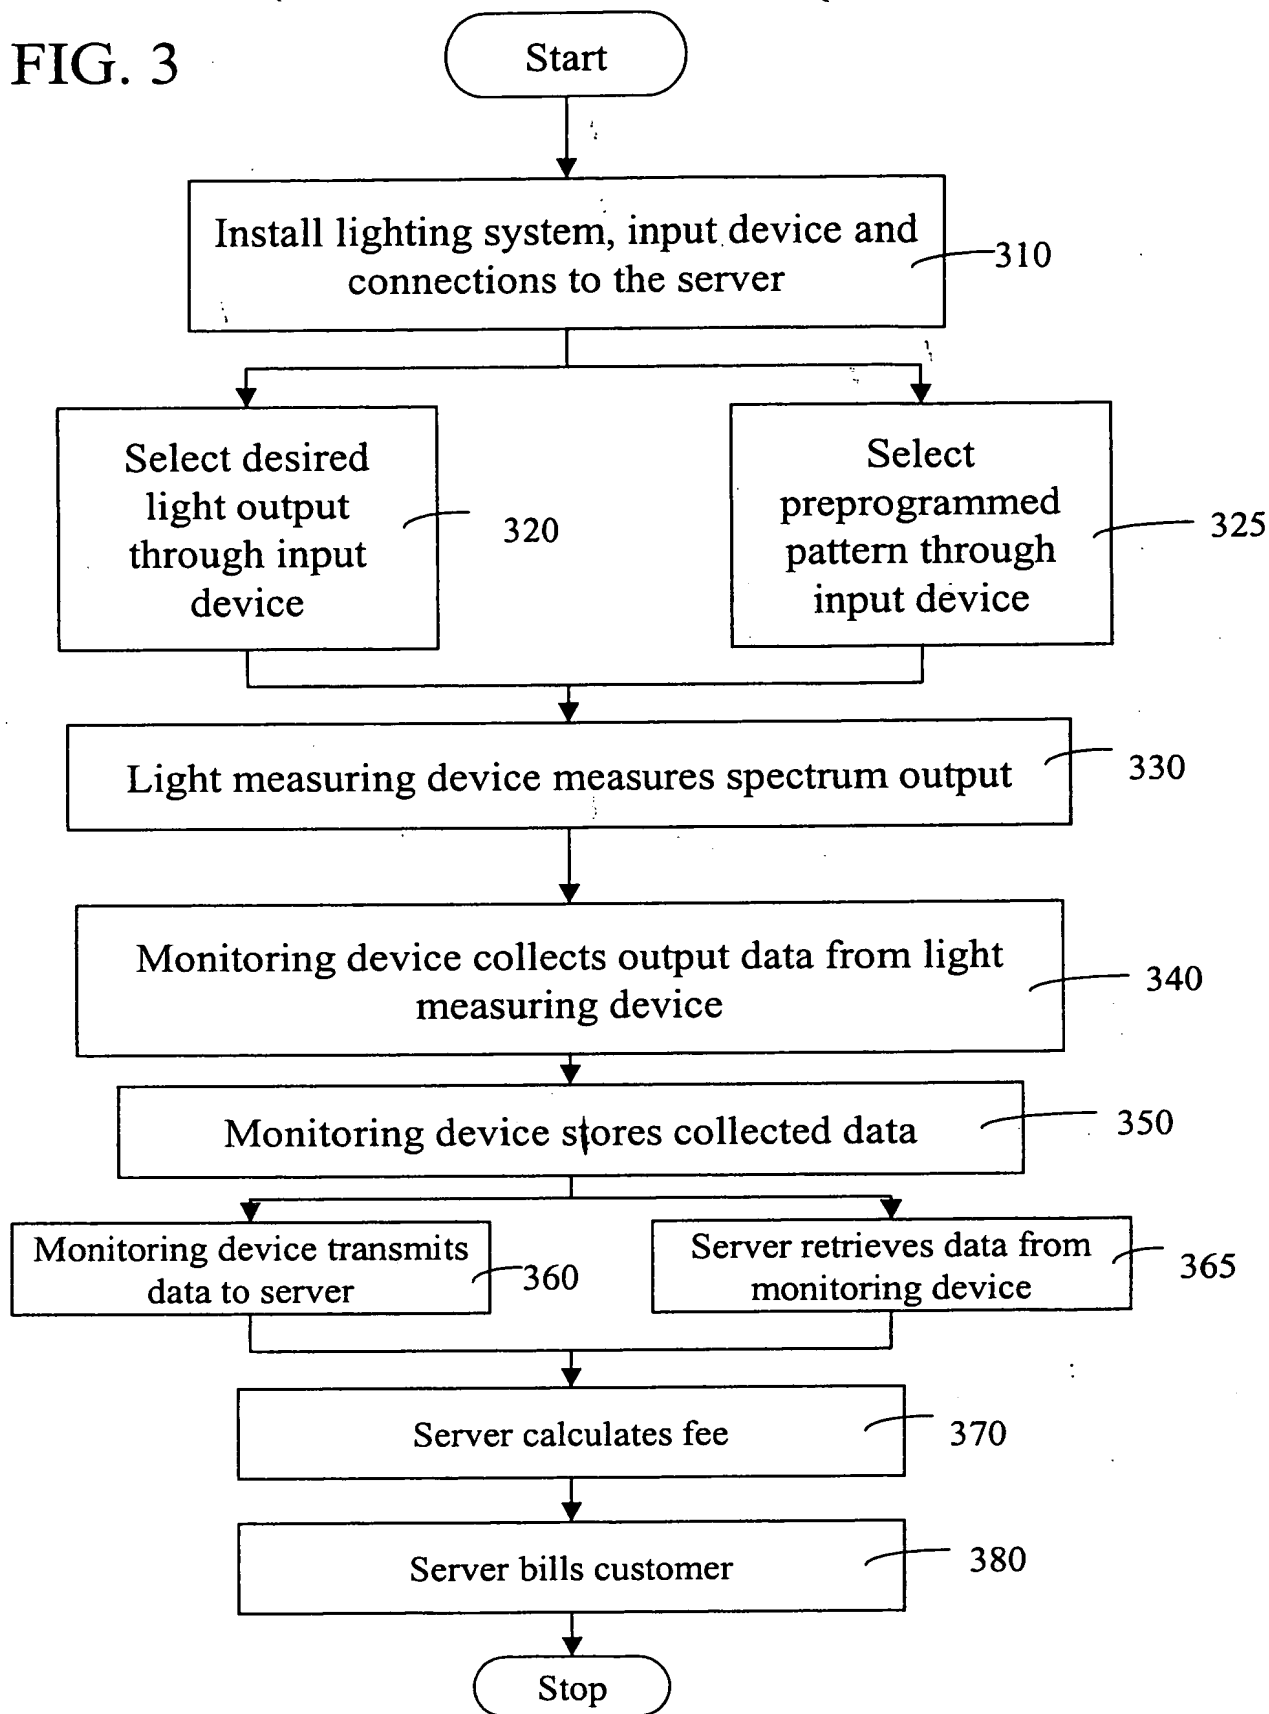 FIG. 3
Start
Install lighting system, input device and
connections to the server
310
Select desired
light output
through input
device
320
Select
preprogrammed
pattern through
input device
325
Light measuring device measures spectrum output
330
Monitoring device collects output data from light
measuring device
340
Monitoring device stores collected data
350
Monitoring device transmits
data to server
360
Server retrieves data from
monitoring device
365
Server calculates fee
370
Server bills customer
380
Stop